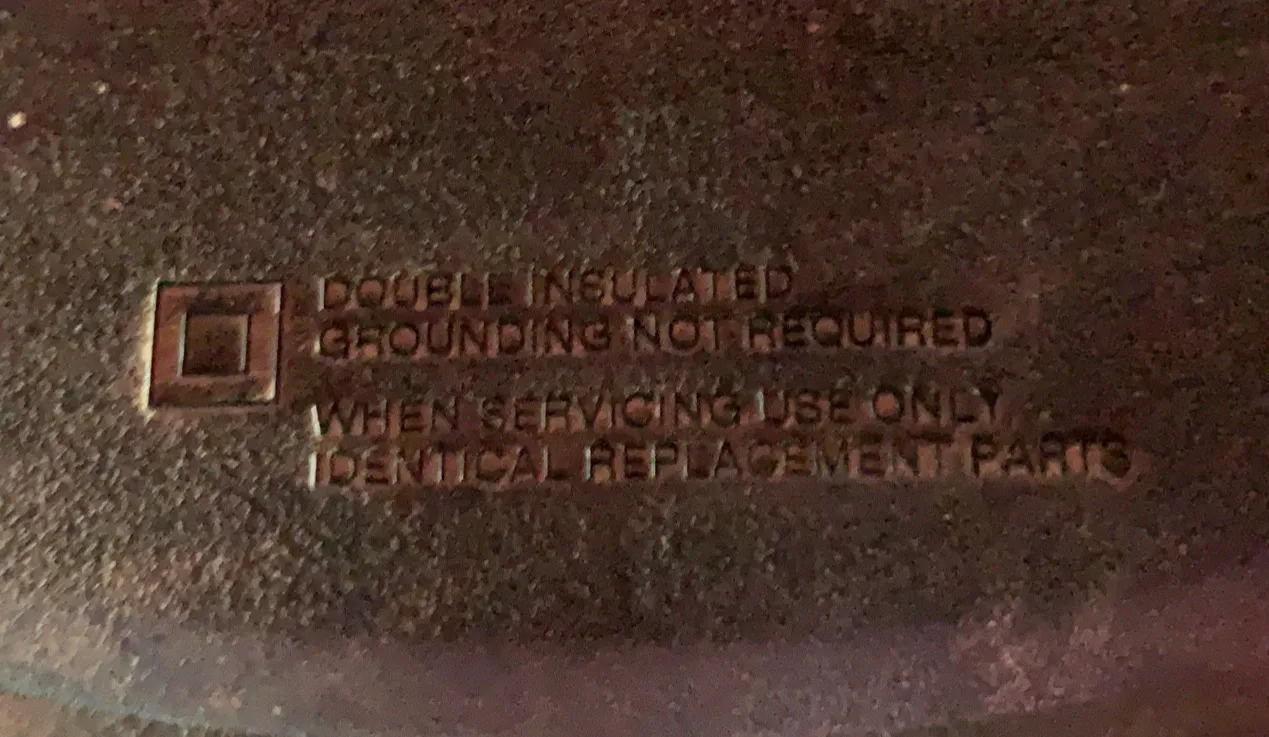 DOUBLE INSULATED
GROUNDING NOT REQUIRED
WHEN SERVICING USE ONLY
IDENTICAL REPLACEMENT PARTS